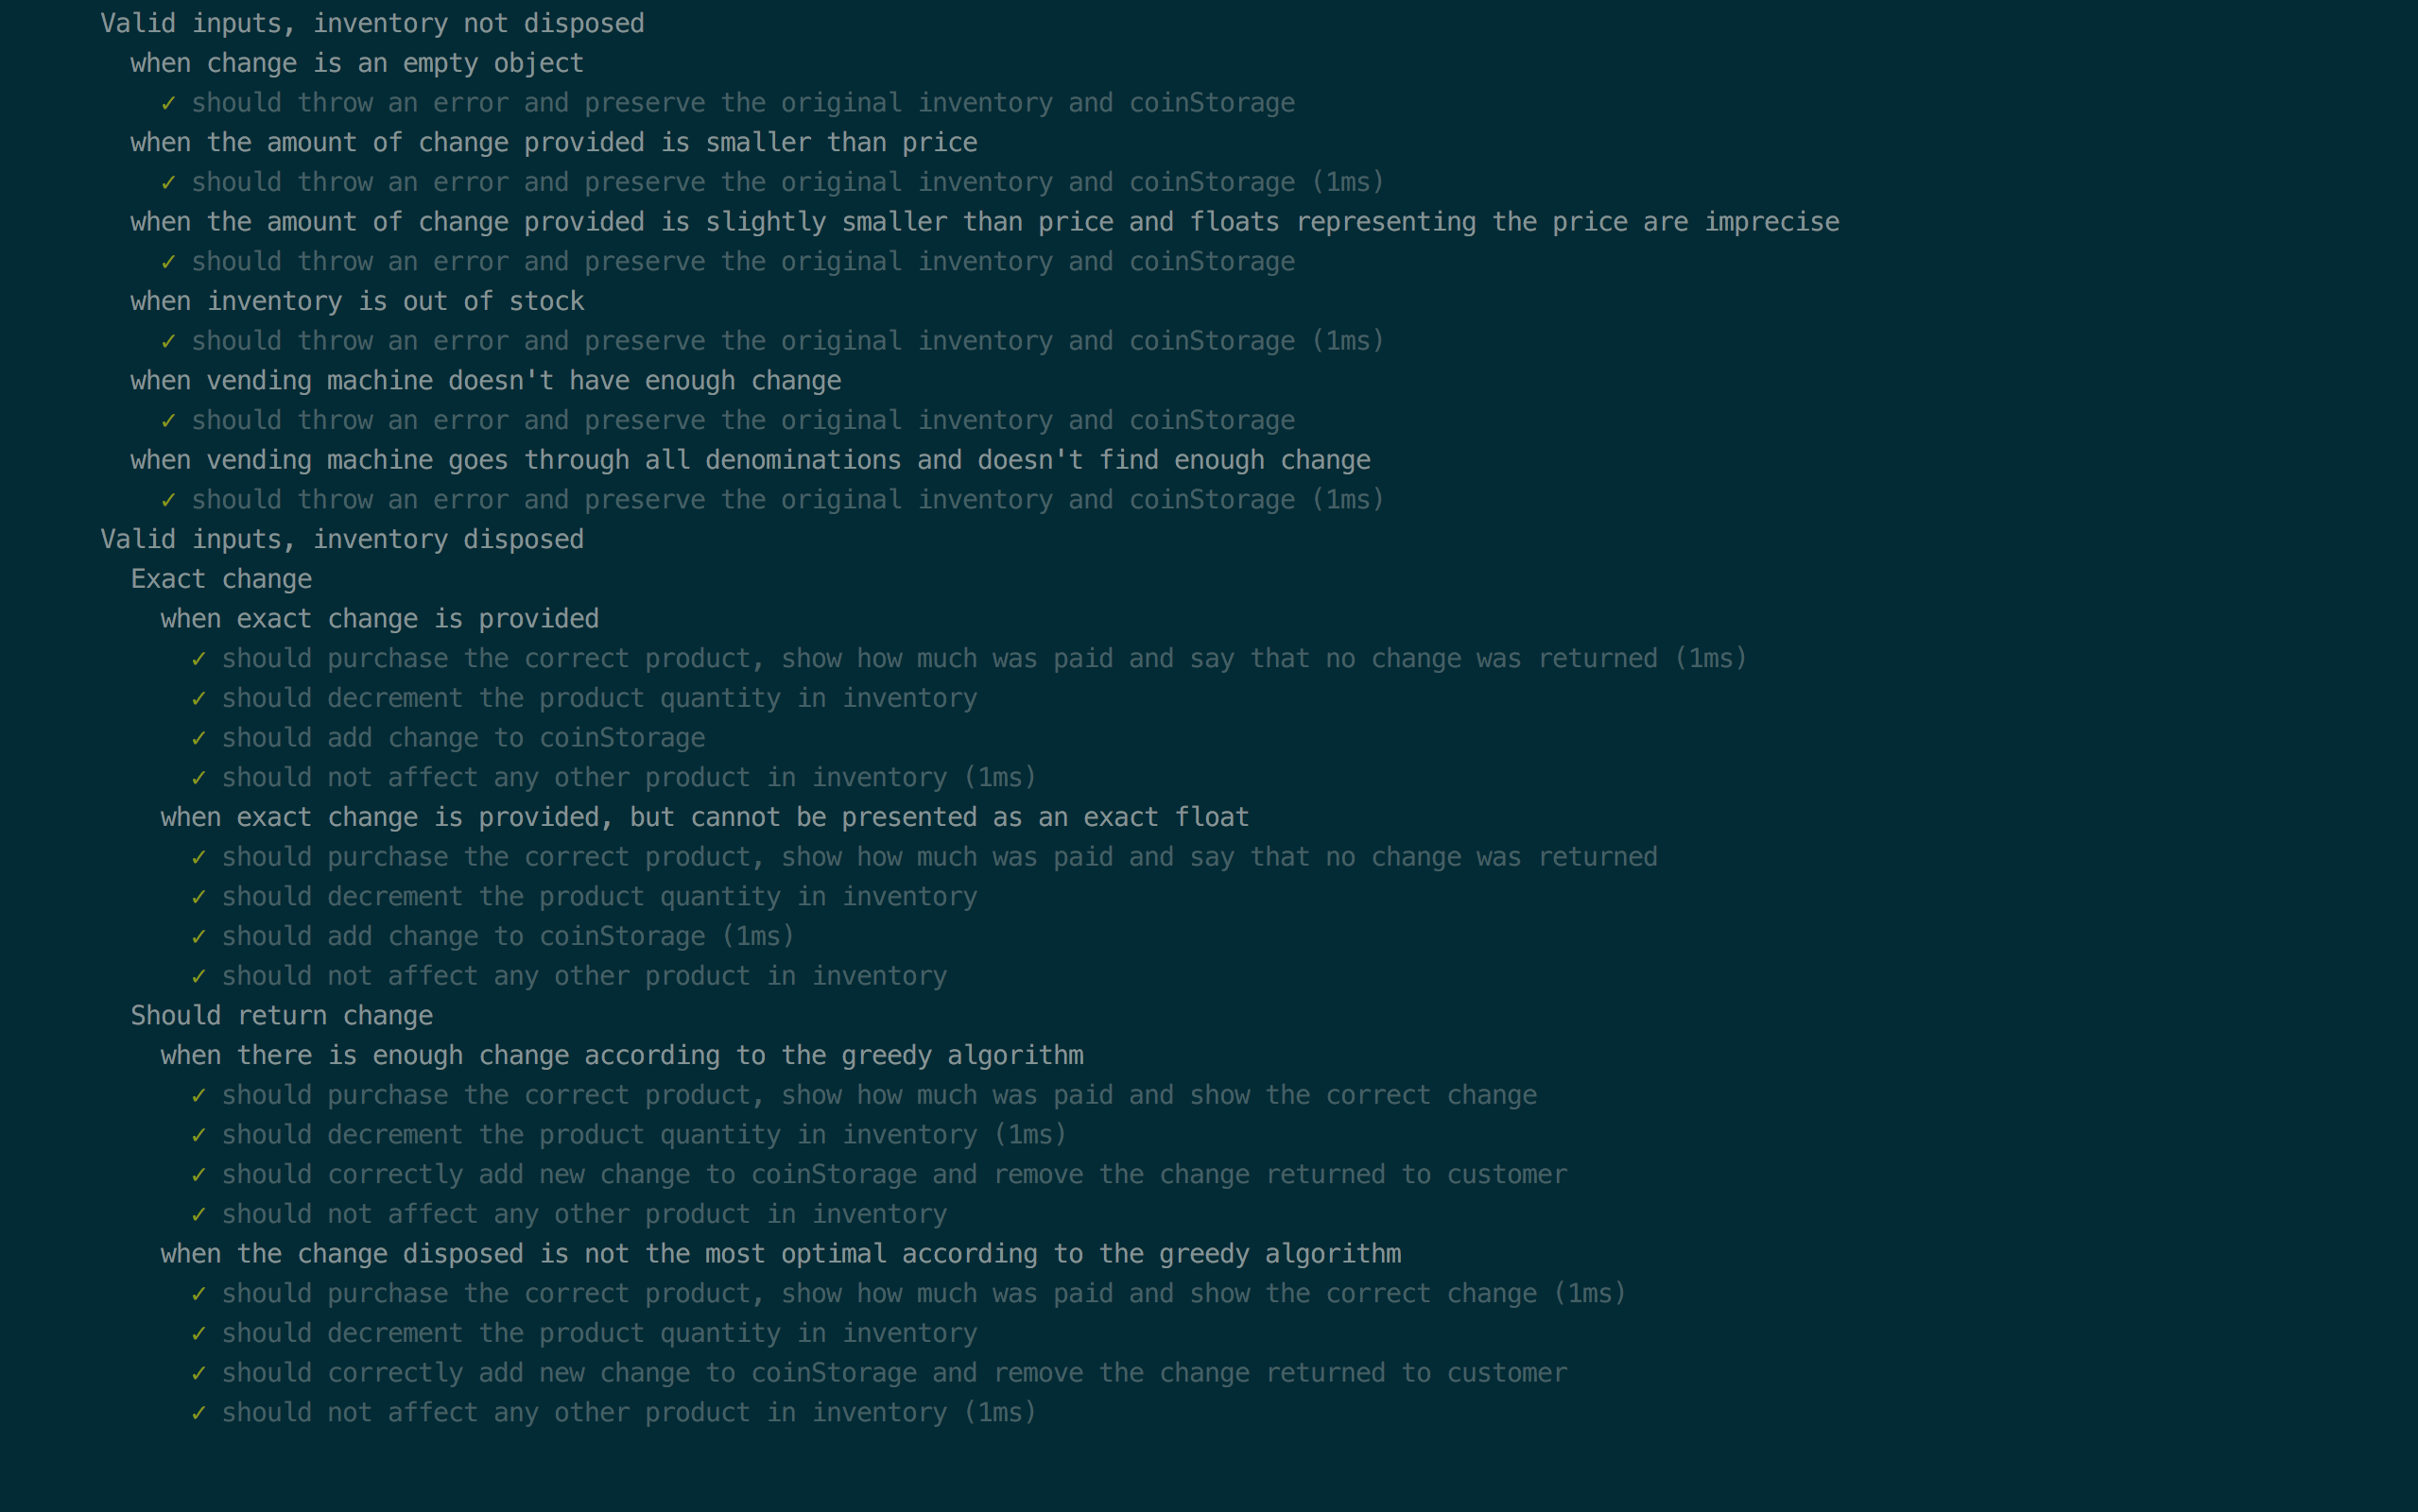 Valid inputs, inventory not disposed
when change is an empty object
✓ should throw an error and preserve the original inventory and coinStorage
when the amount of change provided is smaller than price
✓ should throw an error and preserve the original inventory and coinStorage (1ms)
when the amount of change provided is slightly smaller than price and floats representing the price are imprecise
✓ should throw an error and preserve the original inventory and coinStorage
when inventory is out of stock
✓ should throw an error and preserve the original inventory and coinStorage (1ms)
when vending machine doesn't have enough change
✓ should throw an error and preserve the original inventory and coinStorage
when vending machine goes through all denominations and doesn't find enough change
✓ should throw an error and preserve the original inventory and coinStorage (1ms)
Valid inputs, inventory disposed
Exact change
when exact change is provided
✓ should purchase the correct product, show how much was paid and say that no change was returned (1ms)
✓ should decrement the product quantity in inventory
✓ should add change to coinStorage
✓ should not affect any other product in inventory (1ms)
when exact change is provided, but cannot be presented as an exact float
✓ should purchase the correct product, show how much was paid and say that no change was returned
✓ should decrement the product quantity in inventory
✓ should add change to coinStorage (1ms)
✓ should not affect any other product in inventory
Should return change
when there is enough change according to the greedy algorithm
✓ should purchase the correct product, show how much was paid and show the correct change
✓ should decrement the product quantity in inventory (1ms)
✓ should correctly add new change to coinStorage and remove the change returned to customer
✓ should not affect any other product in inventory
when the change disposed is not the most optimal according to the greedy algorithm
✓ should purchase the correct product, show how much was paid and show the correct change (1ms)
✓ should decrement the product quantity in inventory
✓ should correctly add new change to coinStorage and remove the change returned to customer
✓ should not affect any other product in inventory (1ms)